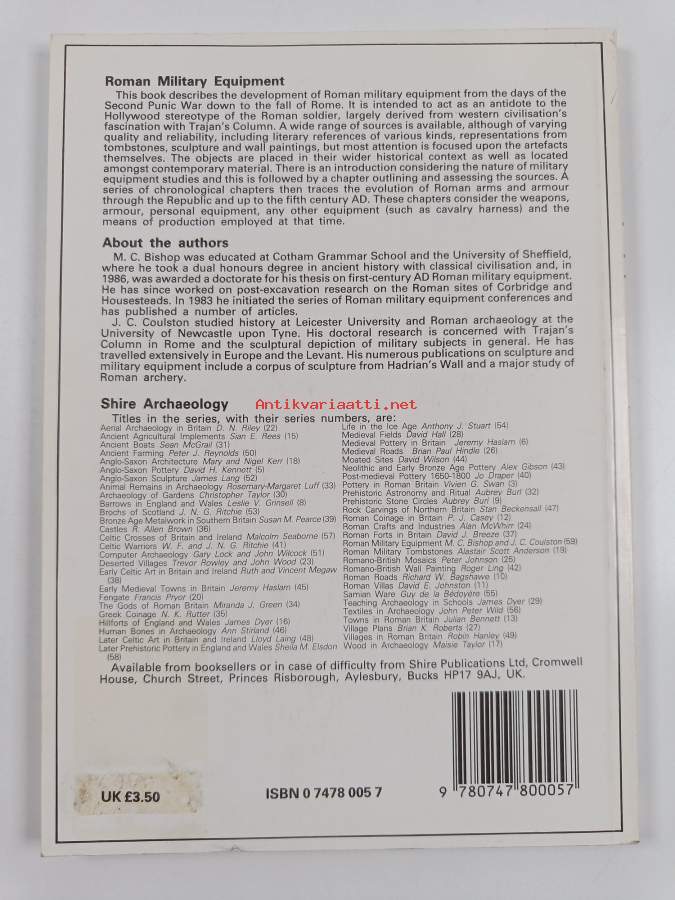 Roman Military Equipment
This book describes the development of Roman military equipment from the days of the
Second Punic War down to the fall of Rome. It is intended to act as an antidote to the
Hollywood stereotype of the Roman soldier, largely derived from western civilisation's
fascination with Trajan's Column. A wide range of sources is available, although of varying
quality and reliability, including literary references of various kinds, representations from
tombstones, sculpture and wall paintings, but most attention is focused upon the artefacts
themselves. The objects are placed in their wider historical context as well as located
amongst contemporary material. There is an introduction considering the nature of military
equipment studies and this is followed by a chapter outlining and assessing the sources. A
series of chronological chapters then traces the evolution of Roman arms and armour
through the Republic and up to the fifth century AD. These chapters consider the weapons,
armour, personal equipment, any other equipment (such as cavalry harness) and the
means of production employed at that time.
About the authors
M. C. Bishop was educated at Cotham Grammar School and the University of Sheffield,
where he took a dual honours degree in ancient history with classical civilisation and, in
1986, was awarded a doctorate for his thesis on first-century AD Roman military equipment.
He has since worked on post-excavation research on the Roman sites of Corbridge and
Housesteads. In 1983 he initiated the series of Roman military equipment conferences and
has published a number of articles.
J. C. Coulston studied history at Leicester University and Roman archaeology at the
University of Newcastle upon Tyne. His doctoral research is concerned with Trajan's
Column in Rome and the sculptural depiction of military subjects in general. He has
travelled extensively in Europe and the Levant. His numerous publications on sculpture and
military equipment include a corpus of sculpture from Hadrian's Wall and a major study of
Roman archery.
Antikvariaatti.net
Shire Archaeology
Titles in the series, with their series numbers, are:
Aerial Archaeology in Britain D. N. Riley (22)
Ancient Agricultural Implements Sian E. Rees (15)
Ancient Boats Sean McGrail (31)
Ancient Farming Peter J. Reynolds (50)
Anglo-Saxon Architecture Mary and Nigel Kerr (18)
Anglo-Saxon Pottery David H. Kennett (5)
Anglo-Saxon Sculpture James Lang (52)
Animal Remains in Archaeology Rosemary-Margaret Luff (33)
Archaeology of Gardens Christopher Taylor (30)
Barrows in England and Wales Leslie V. Grinsell (8)
Brochs of Scotland J. N. G. Ritchie (53)
Bronze Age Metalwork in Southern Britain Susan M. Pearce (39)
Castles R. Allen Brown (36)
Celtic Crosses of Britain and Ireland Malcolm Seaborne (57)
Celtic Warriors W. F. and J. N. G. Ritchie (41)
Computer Archaeology Gary Lock and John Wilcock (51)
Deserted Villages Trevor Rowley and John Wood (23)
Early Celtic Art in Britain and Ireland Ruth and Vincent Megaw
(38)
Early Medieval Towns in Britain Jeremy Haslam (45)
Fengate Francis Pryor (20)
The Gods of Roman Britain Miranda J. Green (34)
Greek Coinage N. K. Rutter (35)
Hillforts of England and Wales James Dyer (16)
Human Bones in Archaeology Ann Stirland (46)
Later Celtic Art in Britain and Ireland Lloyd Laing (48)
Later Prehistoric Pottery in England and Wales Sheila M. Elsdon
(58)
Life in the Ice Age Anthony J. Stuart (54)
Medieval Fields David Hall (28)
Medieval Pottery in Britain Jeremy Haslam (6)
Medieval Roads Brian Paul Hindle (26)
Moated Sites David Wilson (44)
Neolithic and Early Bronze Age Pottery Alex Gibson (43)
Post-medieval Pottery 1650-1800 Jo Draper (40)
Pottery in Roman Britain Vivien G. Swan (3)
Prehistoric Astronomy and Ritual Aubrey Burl (32)
Prehistoric Stone Circles Aubrey Burl (9)
Rock Carvings of Northern Britain Stan Beckensall (47)
Roman Coinage in Britain P. J. Casey (12)
Roman Crafts and Industries Alan McWhirr (24)
Roman Forts in Britain David J. Breeze (37)
Roman Military Equipment M. C. Bishop and J. C. Coulston (59)
Roman Military Tombstones Alastair Scott Anderson (19)
Romano-British Mosaics Peter Johnson (25)
Romano-British Wall Painting Roger Ling (42)
Roman Roads Richard W. Bagshawe (10)
Roman Villas David E. Johnston (11)
Samian Ware Guy de la Bédoyère (55)
Teaching Archaeology in Schools James Dyer (29)
Textiles in Archaeology John Peter Wild (56)
Towns in Roman Britain Julian Bennett (13)
Village Plans Brian K. Roberts (27)
Villages in Roman Britain Robin Hanley (49)
Wood in Archaeology Maisie Taylor (17)
Available from booksellers or in case of difficulty from Shire Publications Ltd, Cromwell
House, Church Street, Princes Risborough, Aylesbury, Bucks HP17 9AJ, UK.
UK £3.50
ISBN 0 7478 005 7
9 780747 800057